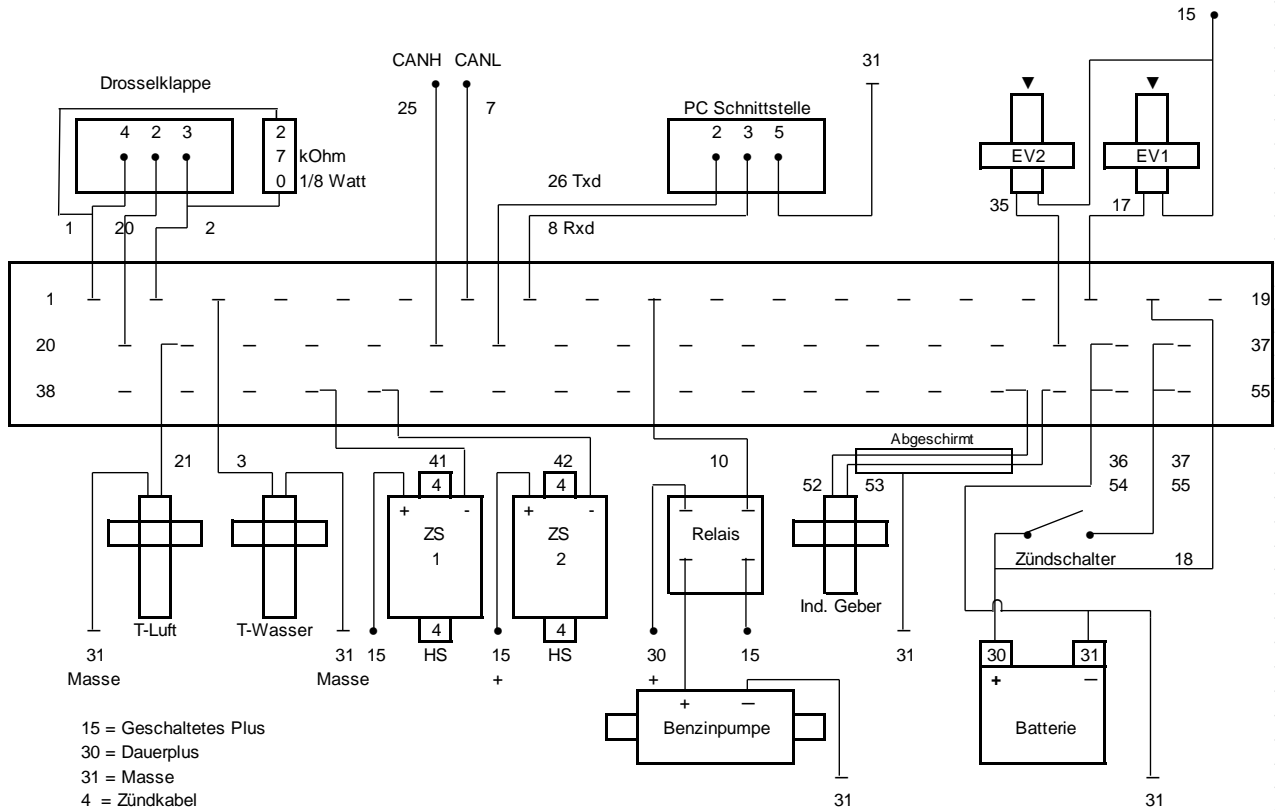 15
CANH CANL
31
Drosselklappe
25 7
PC Schnittstelle
4 2 3
2
7 kOhm
0 1/8 Watt
2 3 5
EV2 EV1
26 Txd
35 17
1 20 2
8 Rxd
1 19
20 37
38 55
Abgeschirmt
21 3 41 42 10 36 37
52 53 54 55
4 4
+ - + -
ZS ZS
1 2
Relais
Zündschalter 18
Ind. Geber
T-Luft T-Wasser
4 4
31 31 15 HS 15 HS 30 15 31 30 31
Masse Masse + +
+ —
+ —
Benzinpumpe
Batterie
15 = Geschaltetes Plus
30 = Dauerplus
31 = Masse
4 = Zündkabel
31 31